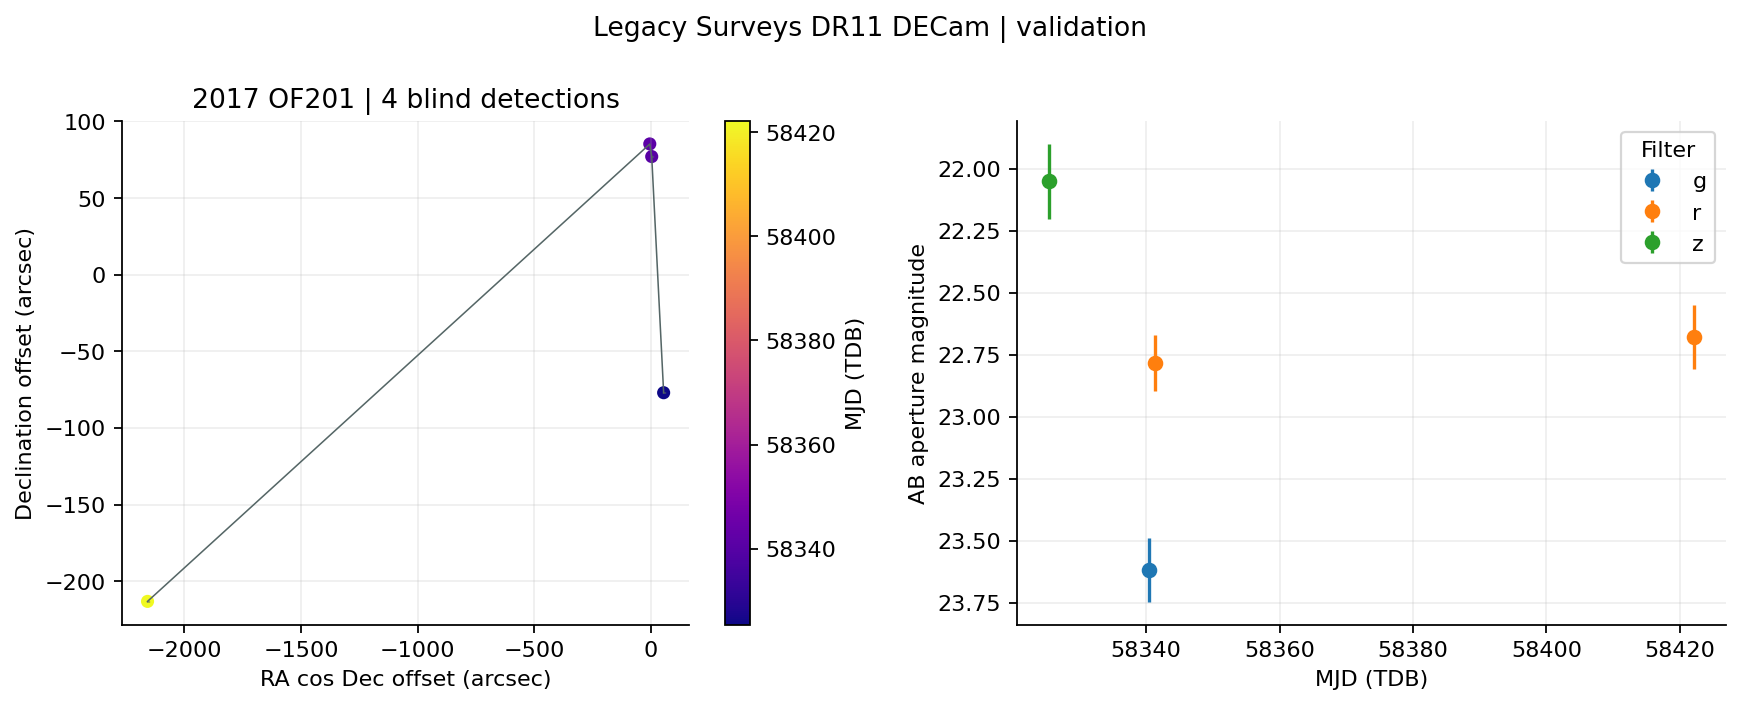 Legacy Surveys DR11 DECam | validation
2017 OF201 | 4 blind detections
100
50
0
−50
−100
−150
−200
Declination offset (arcsec)
−2000
−1500
−1000
−500
0
RA cos Dec offset (arcsec)
58420
58400
58380
58360
58340
MJD (TDB)
22.00
22.25
22.50
22.75
23.00
23.25
23.50
23.75
AB aperture magnitude
58340
58360
58380
58400
58420
MJD (TDB)
Filter
g
r
z